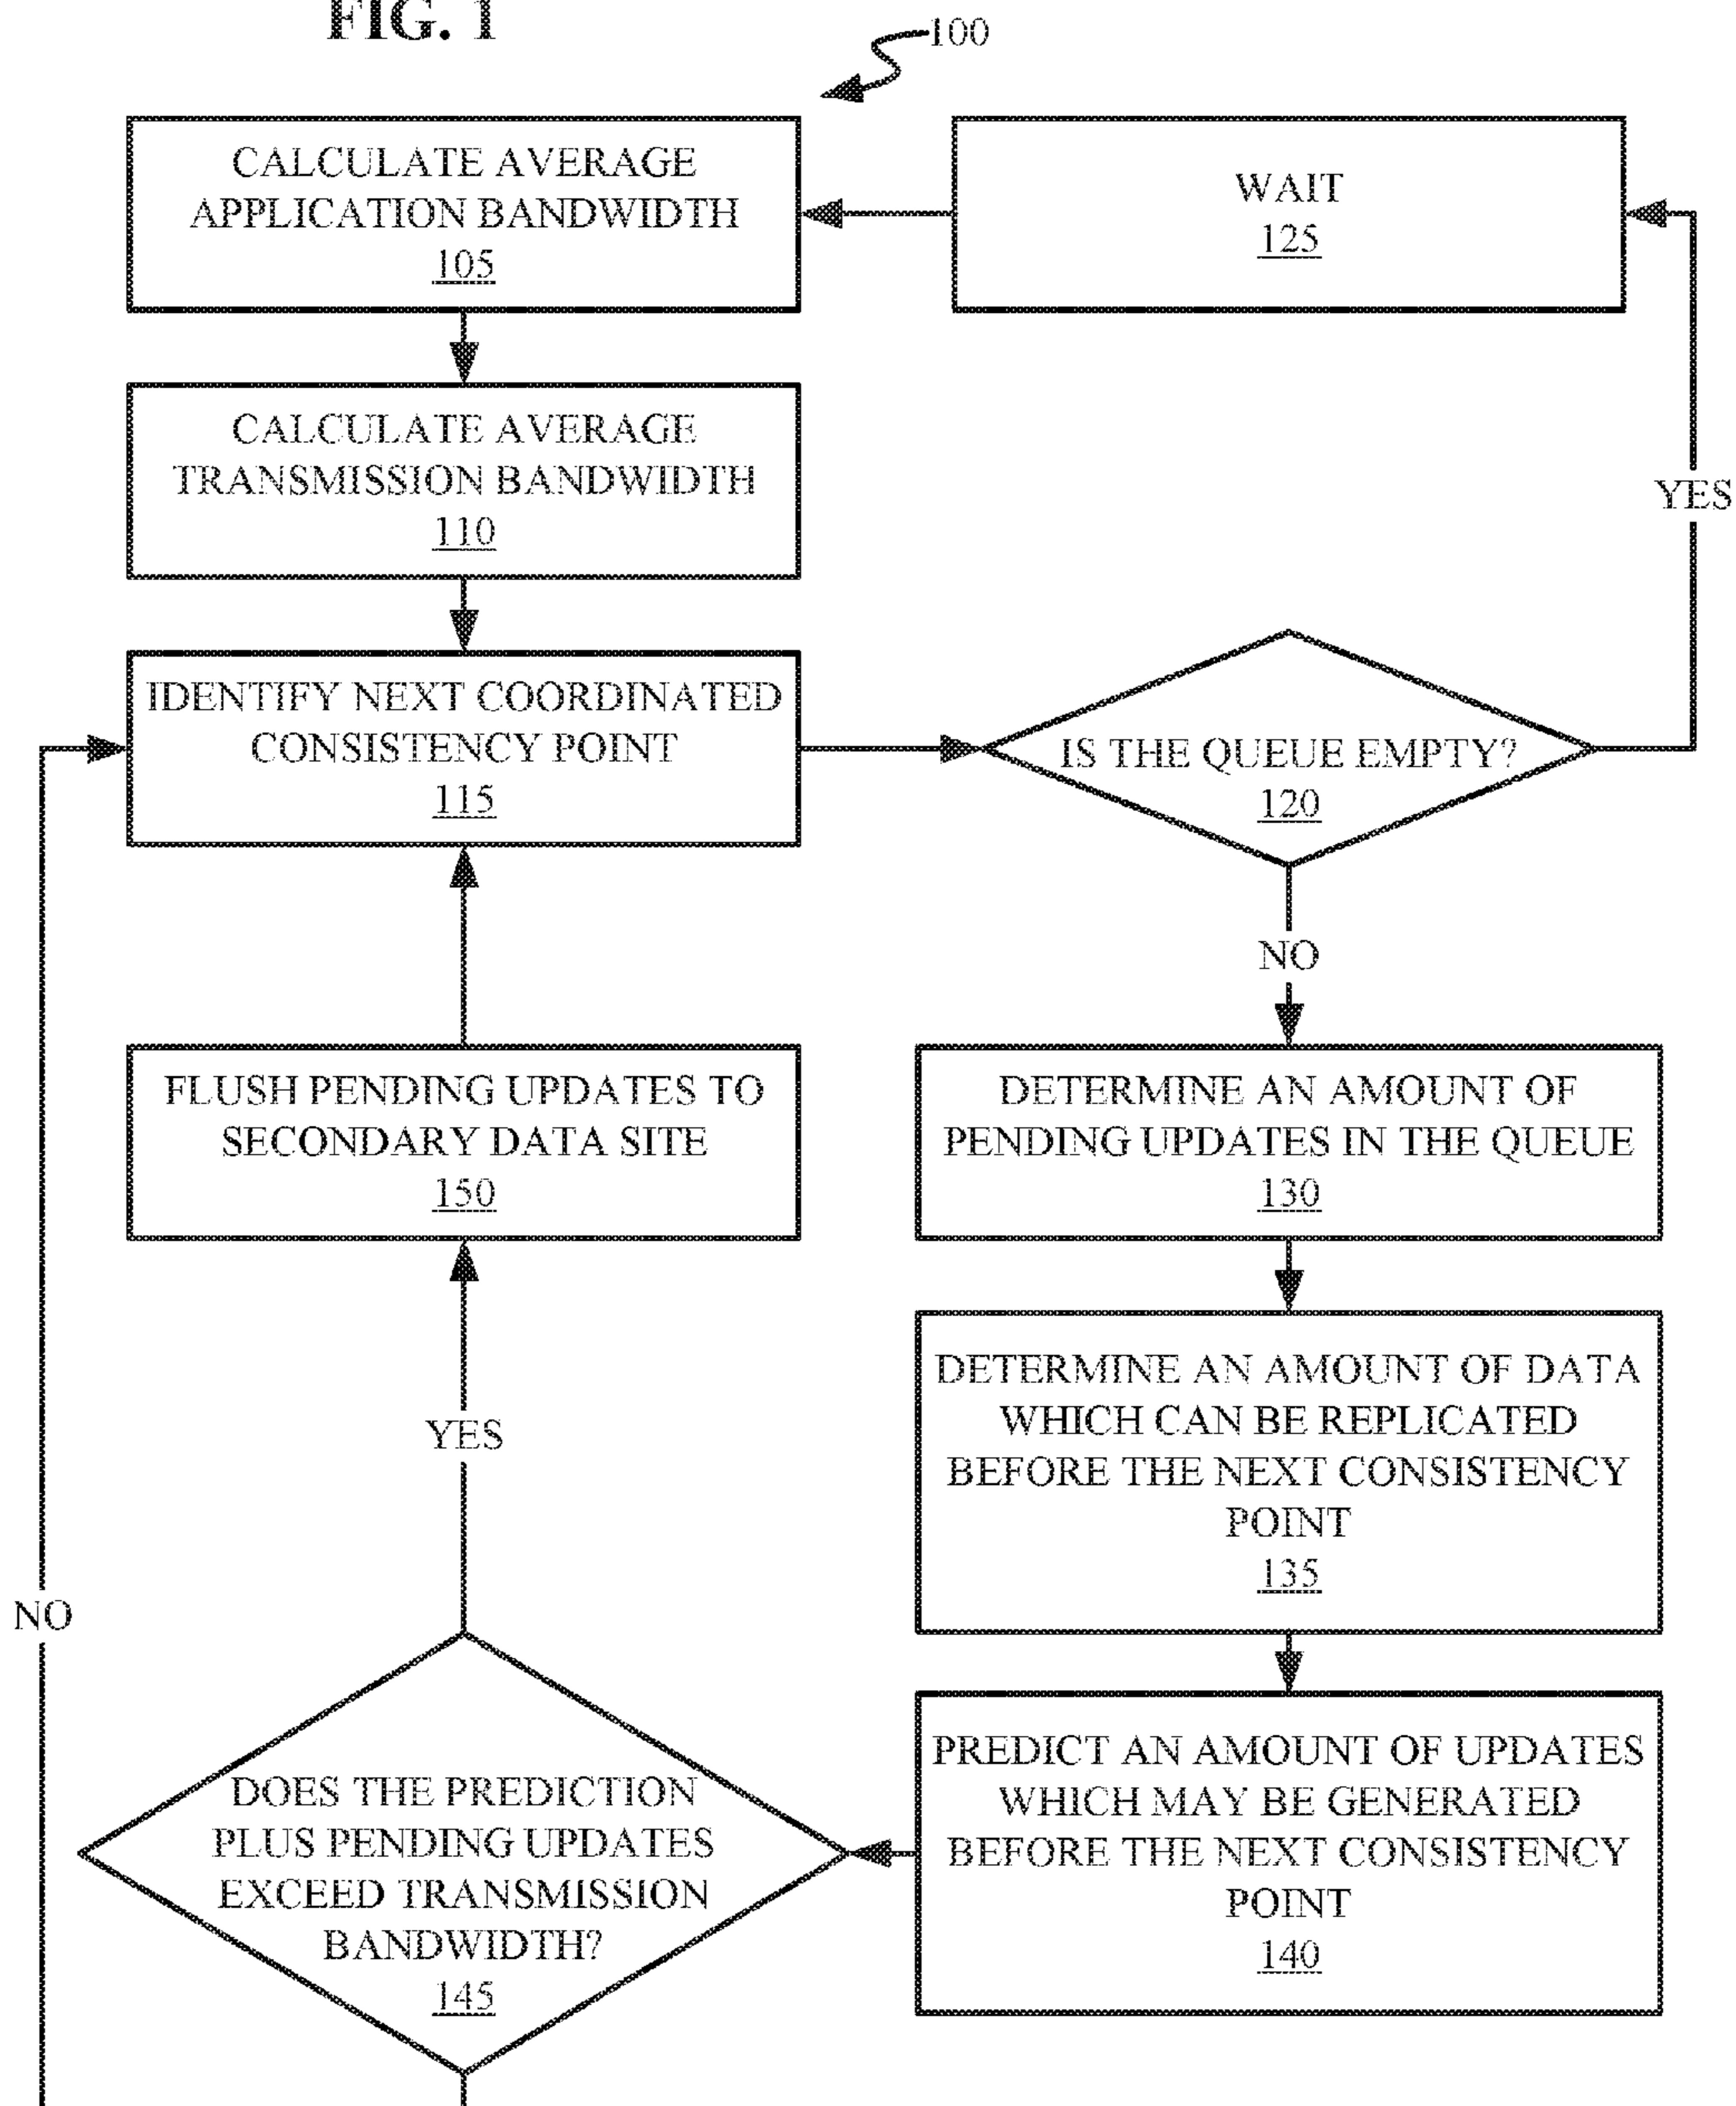 FIG. 1
100
CALCULATE AVERAGE
APPLICATION BANDWIDTH
105
WAIT
125
CALCULATE AVERAGE
TRANSMISSION BANDWIDTH
110
YES
IDENTIFY NEXT COORDINATED
CONSISTENCY POINT
115
IS THE QUEUE EMPTY?
120
NO
FLUSH PENDING UPDATES TO
SECONDARY DATA SITE
150
DETERMINE AN AMOUNT OF
PENDING UPDATES IN THE QUEUE
130
DETERMINE AN AMOUNT OF DATA
WHICH CAN BE REPLICATED
BEFORE THE NEXT CONSISTENCY
POINT
135
YES
NO
PREDICT AN AMOUNT OF UPDATES
WHICH MAY BE GENERATED
BEFORE THE NEXT CONSISTENCY
POINT
140
DOES THE PREDICTION
PLUS PENDING UPDATES
EXCEED TRANSMISSION
BANDWIDTH?
145